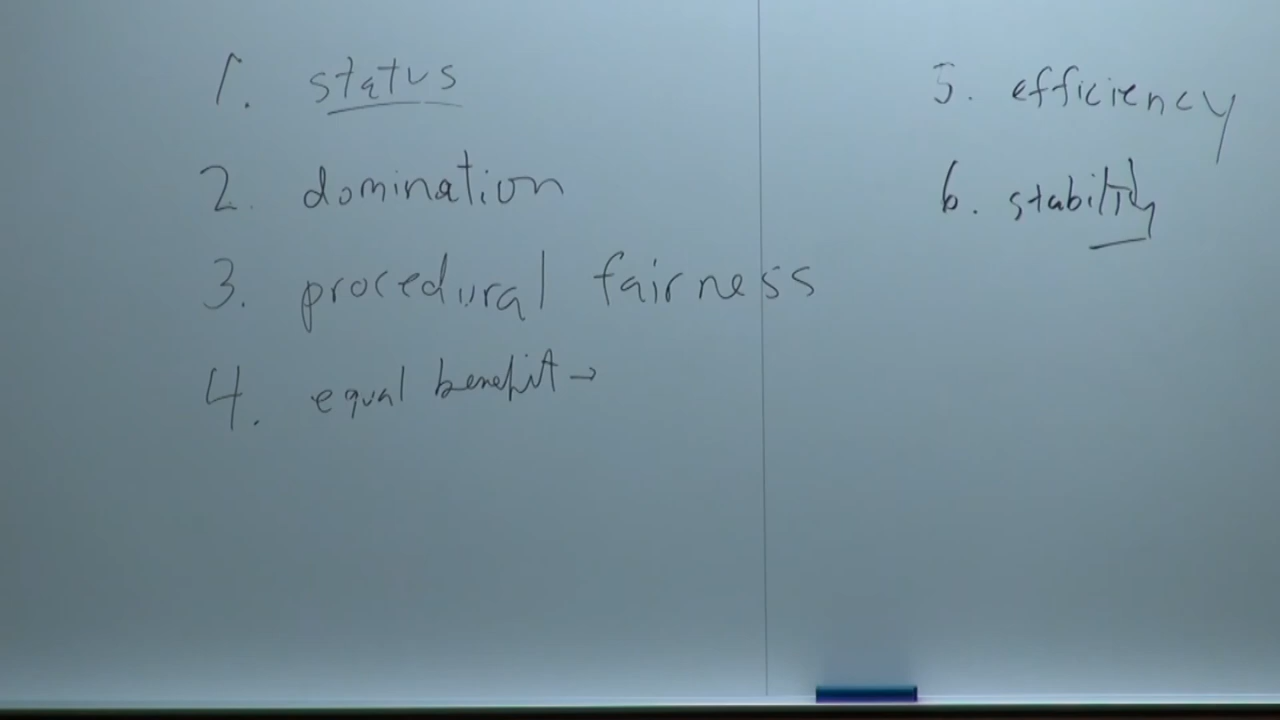 1. status
2. domination
3. procedural fairness
4. equal benefit →
5. efficiency
6. stability